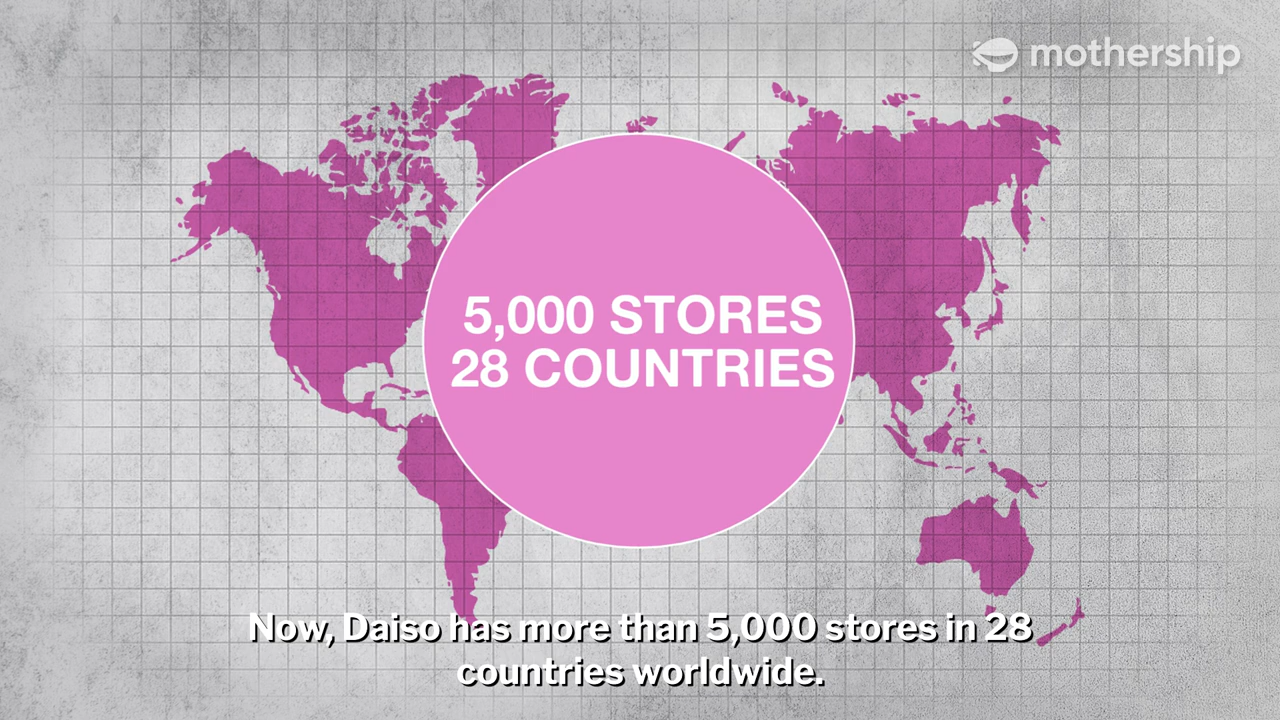 mothership
5,000 STORES
28 COUNTRIES
Now, Daiso has more than 5,000 stores in 28
countries worldwide.